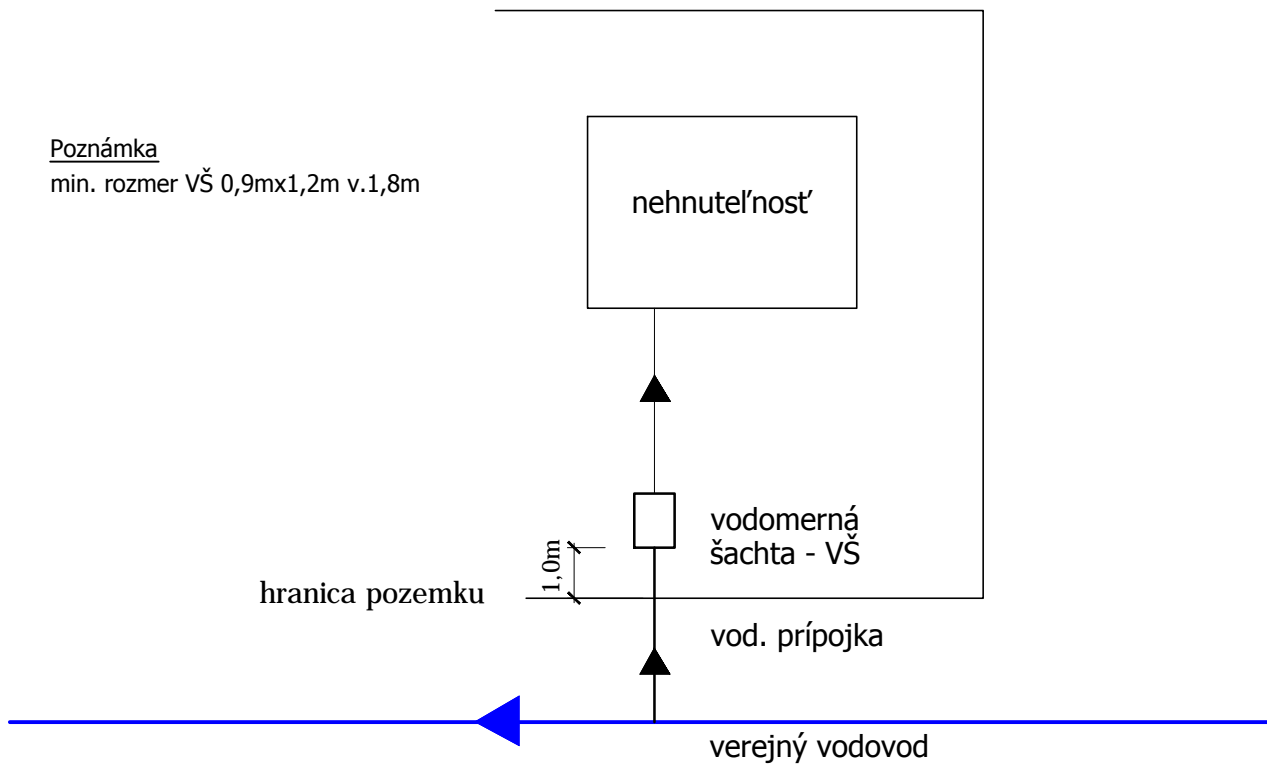 Poznámka
min. rozmer VŠ 0,9mx1,2m v.1,8m
nehnuteľnosť
vodomerná
šachta - VŠ
1,0m
hranica pozemku
vod. prípojka
verejný vodovod